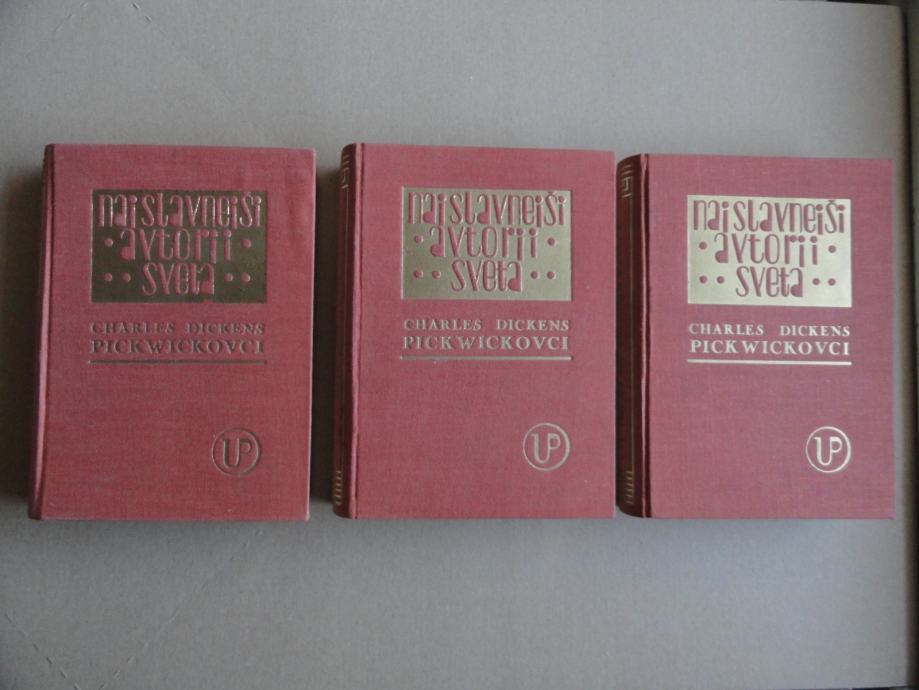 najslavnejši
avtorji
sveta
CHARLES DICKENS
PICKWICKOVCI
UP
najslavnejši
avtorji
sveta
CHARLES DICKENS
PICKWICKOVCI
UP
najslavnejši
avtorji
sveta
CHARLES DICKENS
PICKWICKOVCI
UP